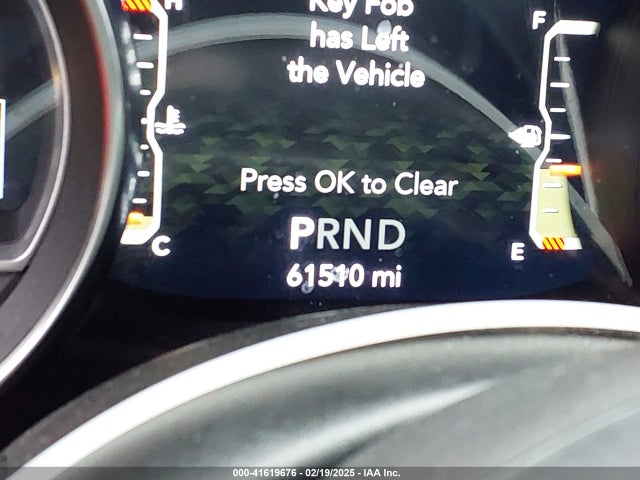 Key Fob
has Left
the Vehicle
H
F
Press OK to Clear
PRND
C
E
61510 mi
000-41619676 - 02/19/2025 - IAA Inc.